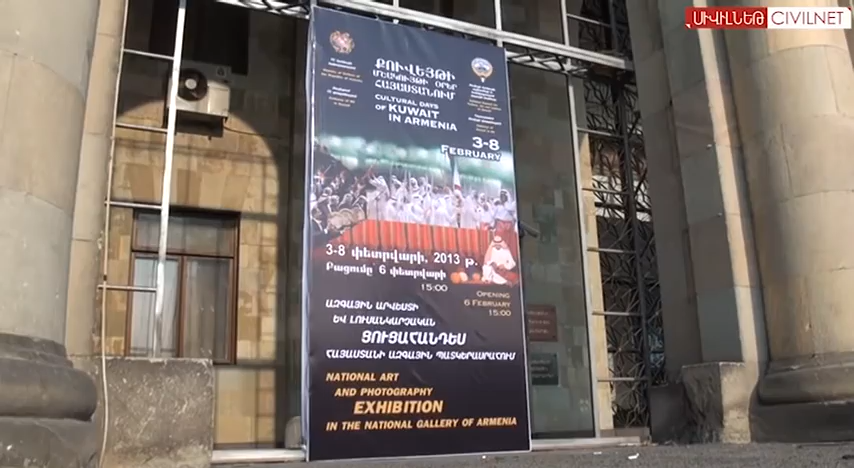 ՍԻՎԻԼՆԵԹ CIVILNET
ՔՈՒՎԵՅԹԻ
ՄՇԱԿՈՒՅԹԻ ՕՐԵՐ
ՀԱՅԱՍՏԱՆՈՒՄ
CULTURAL DAYS
OF KUWAIT
IN ARMENIA
3-8
FEBRUARY
3-8 փետրվարի, 2013 թ.
Բացումը՝ 6 փետրվարի
15:00
OPENING
6 FEBRUARY
15:00
ԱԶԳԱՅԻՆ ԱՐՎԵՍՏԻ
ԵՎ ԼՈՒՍԱՆԿԱՐՉԱԿԱՆ
ՑՈՒՑԱՀԱՆԴԵՍ
ՀԱՅԱՍՏԱՆԻ ԱԶԳԱՅԻՆ ՊԱՏԿԵՐԱՍՐԱՀՈՒՄ
NATIONAL ART
AND PHOTOGRAPHY
EXHIBITION
IN THE NATIONAL GALLERY OF ARMENIA